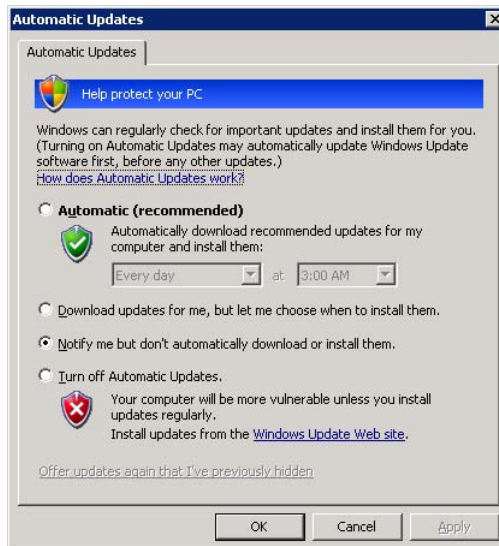 Automatic Updates
Automatic Updates
Help protect your PC
Windows can regularly check for important updates and install them for you.
(Turning on Automatic Updates may automatically update Windows Update
software first, before any other updates.)
How does Automatic Updates work?
Automatic (recommended)
Automatically download recommended updates for my
computer and install them:
Every day at 3:00 AM
Download updates for me, but let me choose when to install them.
Notify me but don't automatically download or install them.
Turn off Automatic Updates.
Your computer will be more vulnerable unless you install
updates regularly.
Install updates from the Windows Update Web site.
Offer updates again that I've previously hidden
OK Cancel Apply